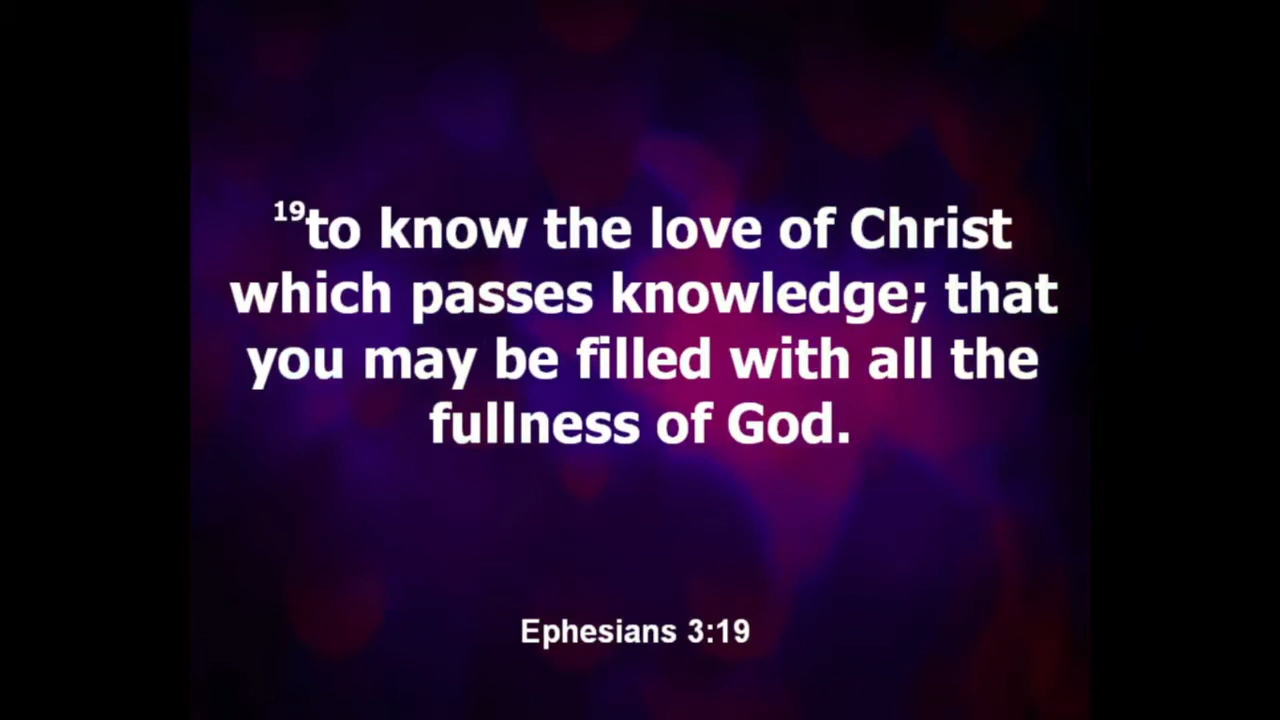 19to know the love of Christ
which passes knowledge; that
you may be filled with all the
fullness of God.
Ephesians 3:19